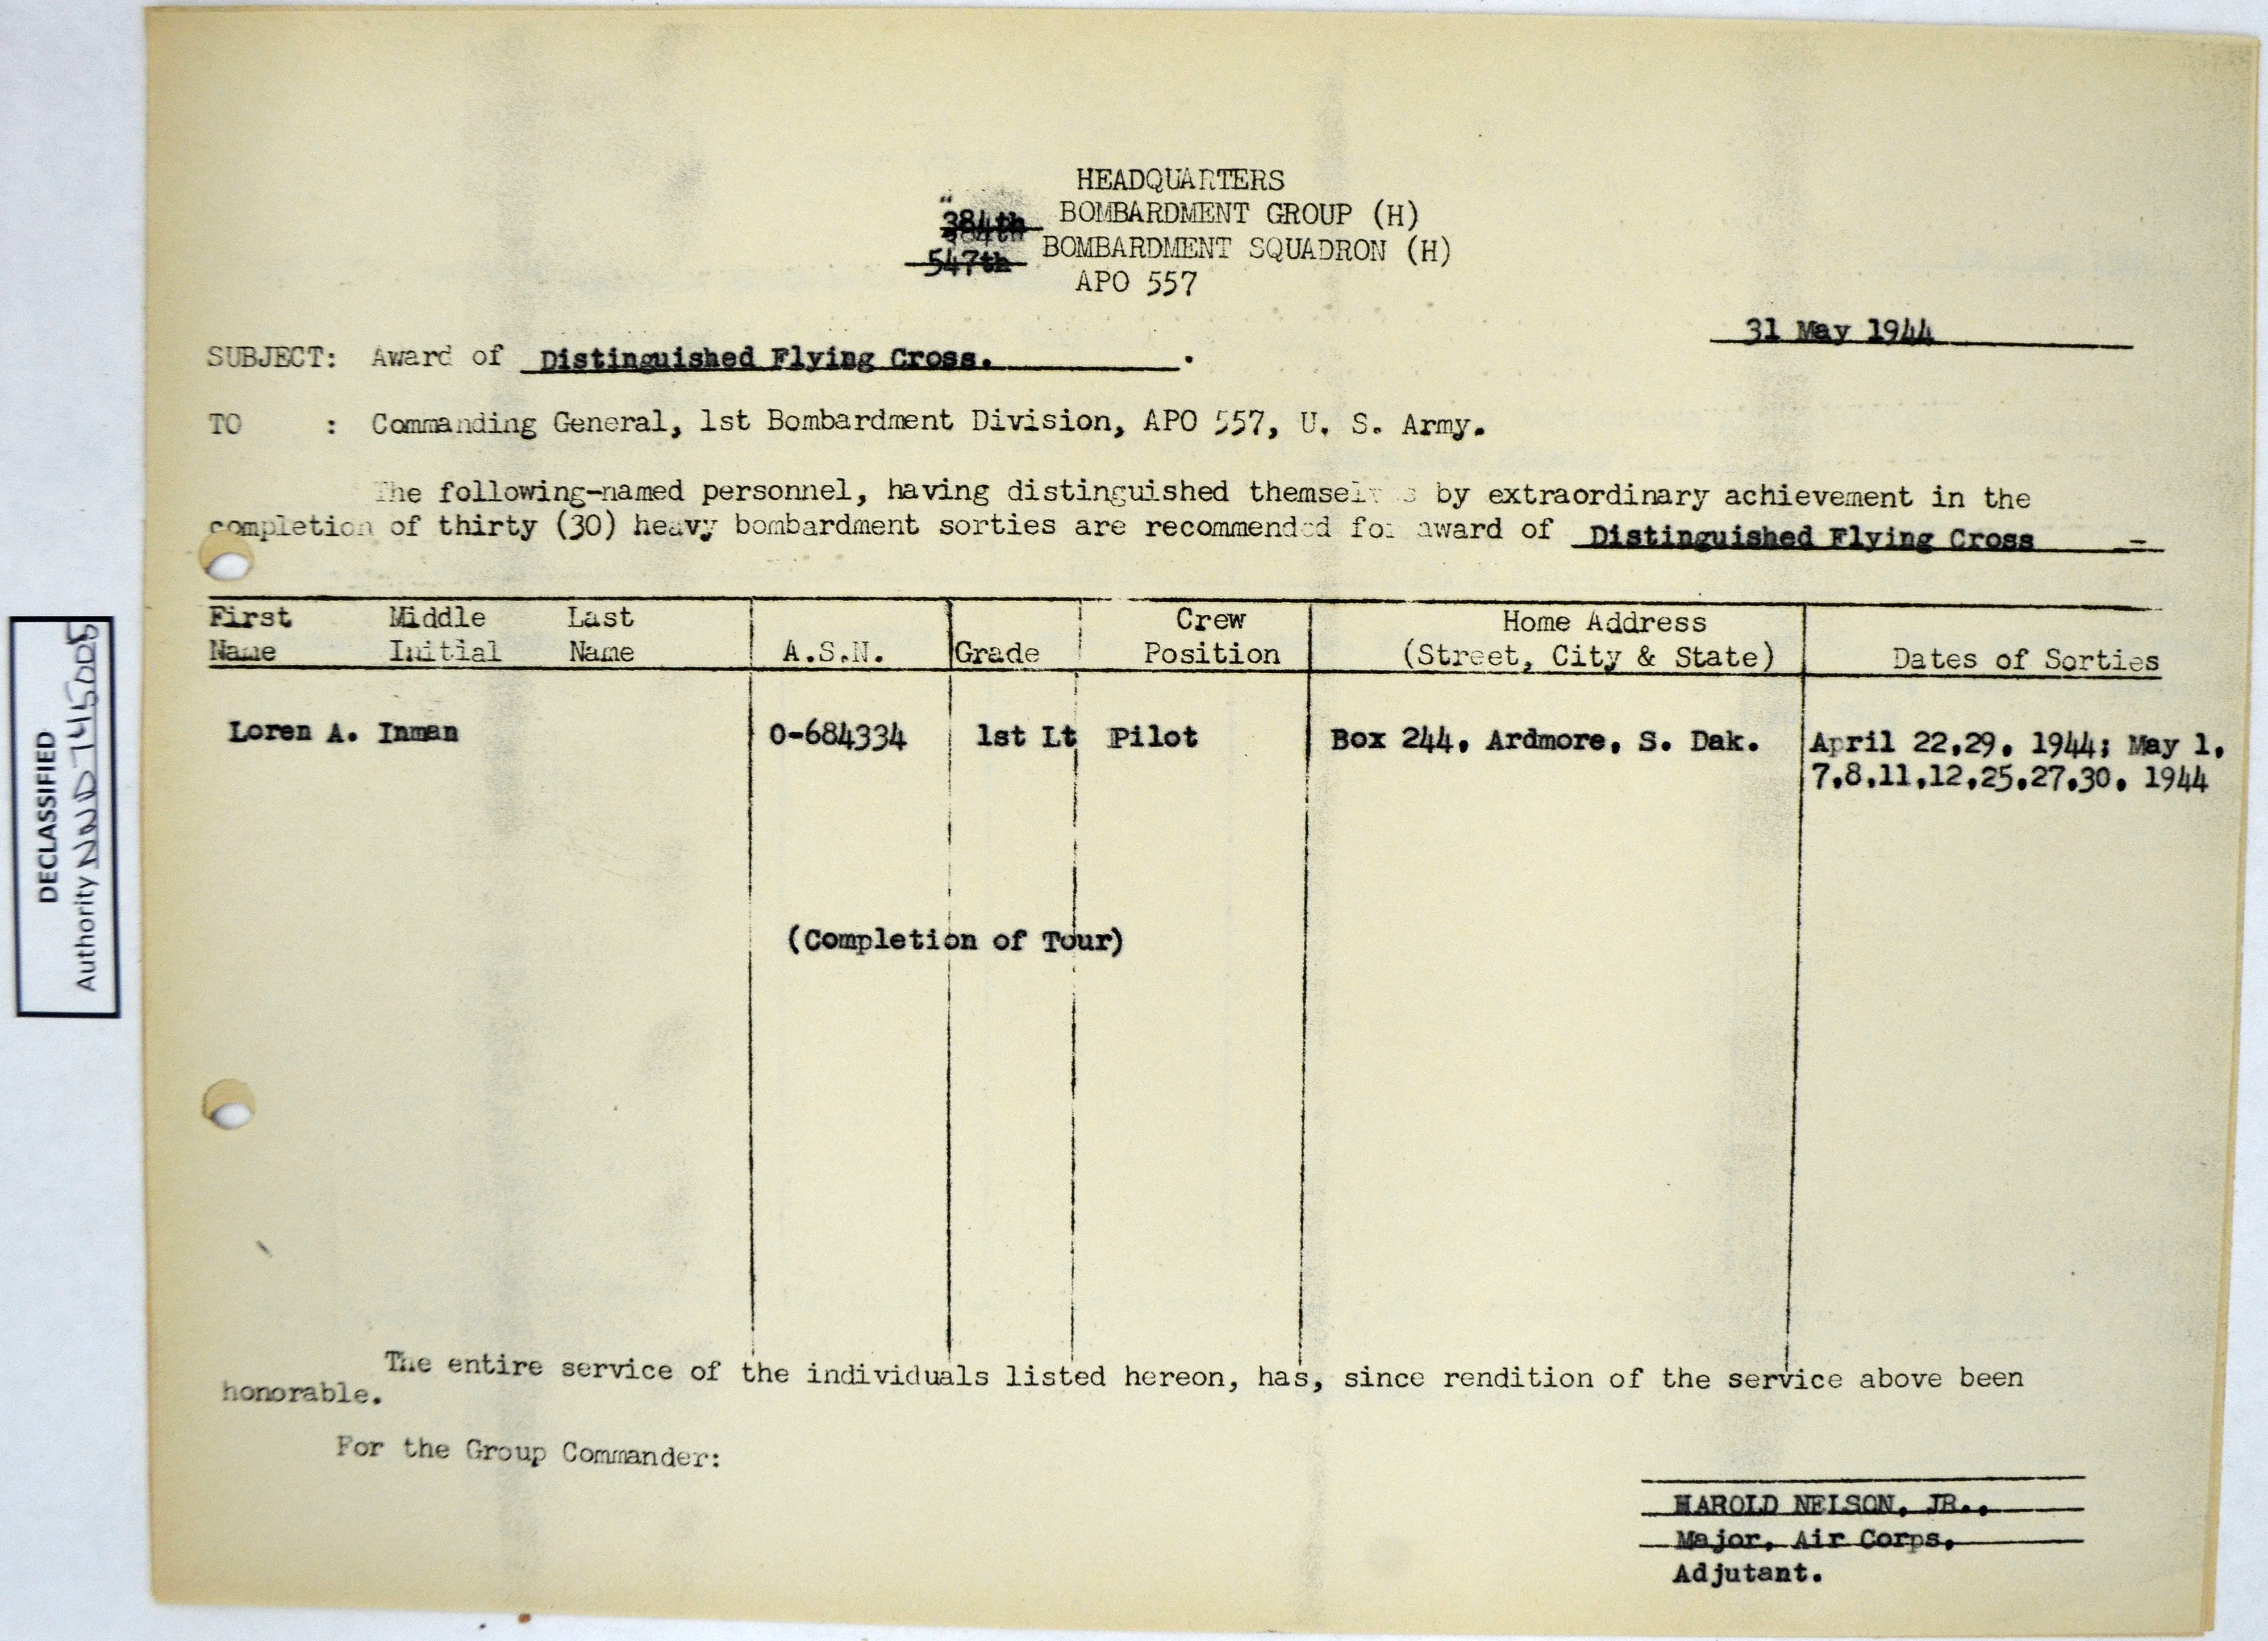 HEADQUARTERS
384th BOMBARDMENT GROUP (H)
547th BOMBARDMENT SQUADRON (H)
APO 557
31 May 1944
SUBJECT: Award of Distinguished Flying Cross. .
TO : Commanding General, 1st Bombardment Division, APO 557, U. S. Army.
The following-named personnel, having distinguished themselves by extraordinary achievement in the
completion of thirty (30) heavy bombardment sorties are recommended for award of Distinguished Flying Cross -
First Middle Last Crew Home Address
Name Initial Name A.S.N. Grade Position (Street, City & State) Dates of Sorties
Loren A. Inman 0-684334 1st Lt Pilot Box 244, Ardmore, S. Dak. April 22,29, 1944; May 1,
7,8,11,12,25,27,30, 1944
(Completion of Tour)
The entire service of the individuals listed hereon, has, since rendition of the service above been
honorable.
For the Group Commander:
HAROLD NELSON, JR.,
Major, Air Corps,
Adjutant.
DECLASSIFIED
Authority NND 745005